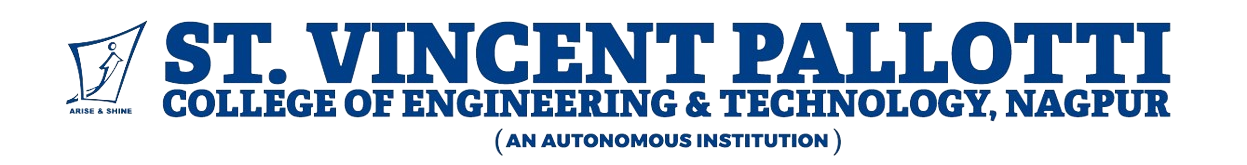 ARISE & SHINE
ST. VINCENT PALLOTTI
COLLEGE OF ENGINEERING & TECHNOLOGY, NAGPUR
(AN AUTONOMOUS INSTITUTION)